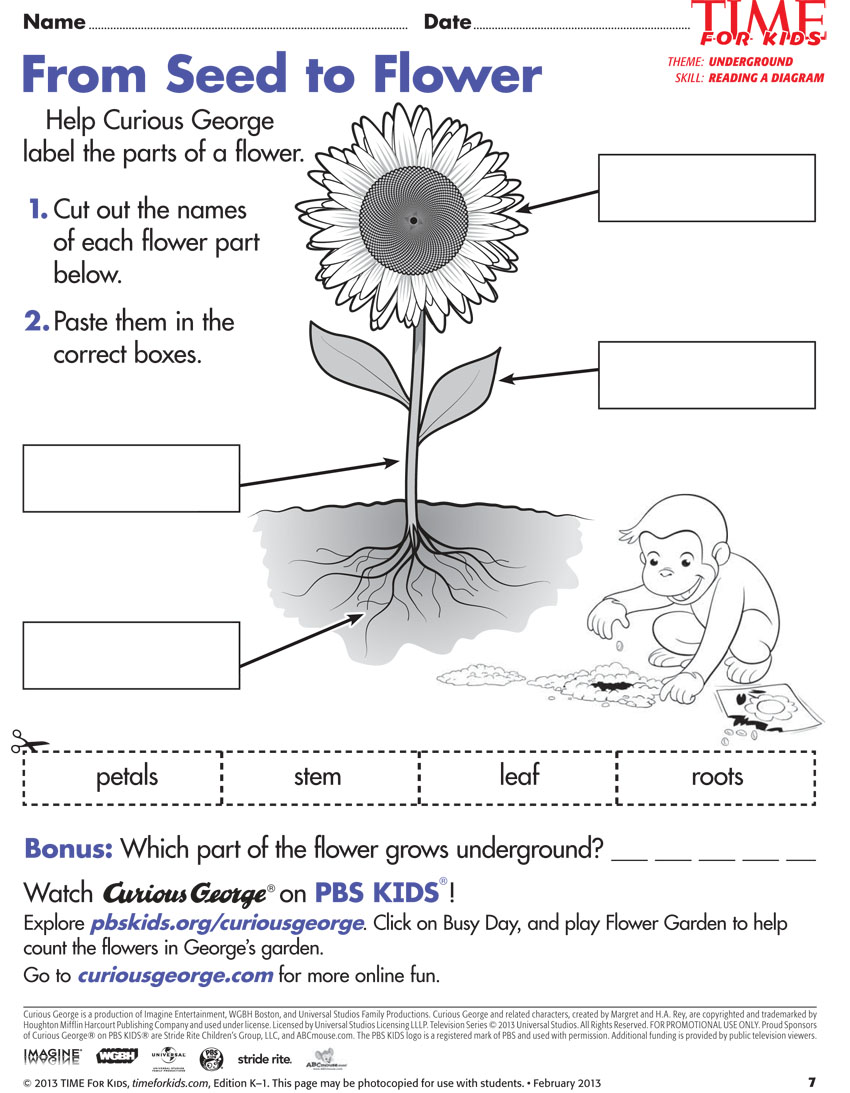 Name
Date
TIME
FOR KIDS
THEME: UNDERGROUND
SKILL: READING A DIAGRAM
From Seed to Flower
Help Curious George
label the parts of a flower.
1. Cut out the names
of each flower part
below.
2. Paste them in the
correct boxes.
petals stem leaf roots
Bonus: Which part of the flower grows underground? __ __ __ __ __
Watch Curious George® on PBS KIDS®!
Explore pbskids.org/curiousgeorge. Click on Busy Day, and play Flower Garden to help
count the flowers in George's garden.
Go to curiousgeorge.com for more online fun.
Curious George is a production of Imagine Entertainment, WGBH Boston, and Universal Studios Family Productions. Curious George and related characters, created by Margret and H.A. Rey, are copyrighted and trademarked by
Houghton Mifflin Harcourt Publishing Company and used under license. Licensed by Universal Studios Licensing LLLP. Television Series © 2013 Universal Studios. All Rights Reserved. FOR PROMOTIONAL USE ONLY. Proud Sponsors
of Curious George® on PBS KIDS® are Stride Rite Children's Group, LLC, and ABCmouse.com. The PBS KIDS logo is a registered mark of PBS and used with permission. Additional funding is provided by public television viewers.
IMAGINE WGBH UNIVERSAL PBS KIDS stride rite. ABCmouse.com
UNIVERSAL STUDIOS
FAMILY PRODUCTIONS
© 2013 TIME FOR KIDS, timeforkids.com, Edition K–1. This page may be photocopied for use with students. • February 2013 7